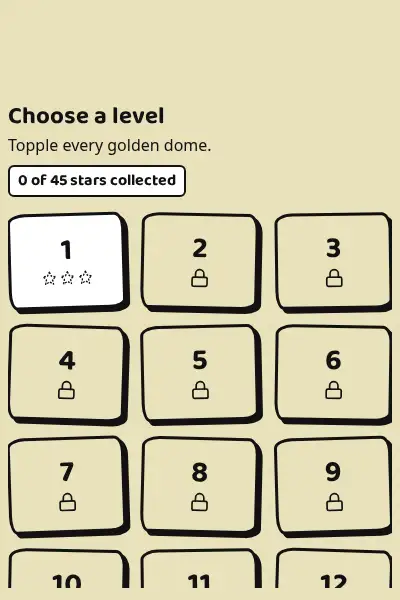 Choose a level
Topple every golden dome.
0 of 45 stars collected
1 2 3
4 5 6
7 8 9
10 11 12